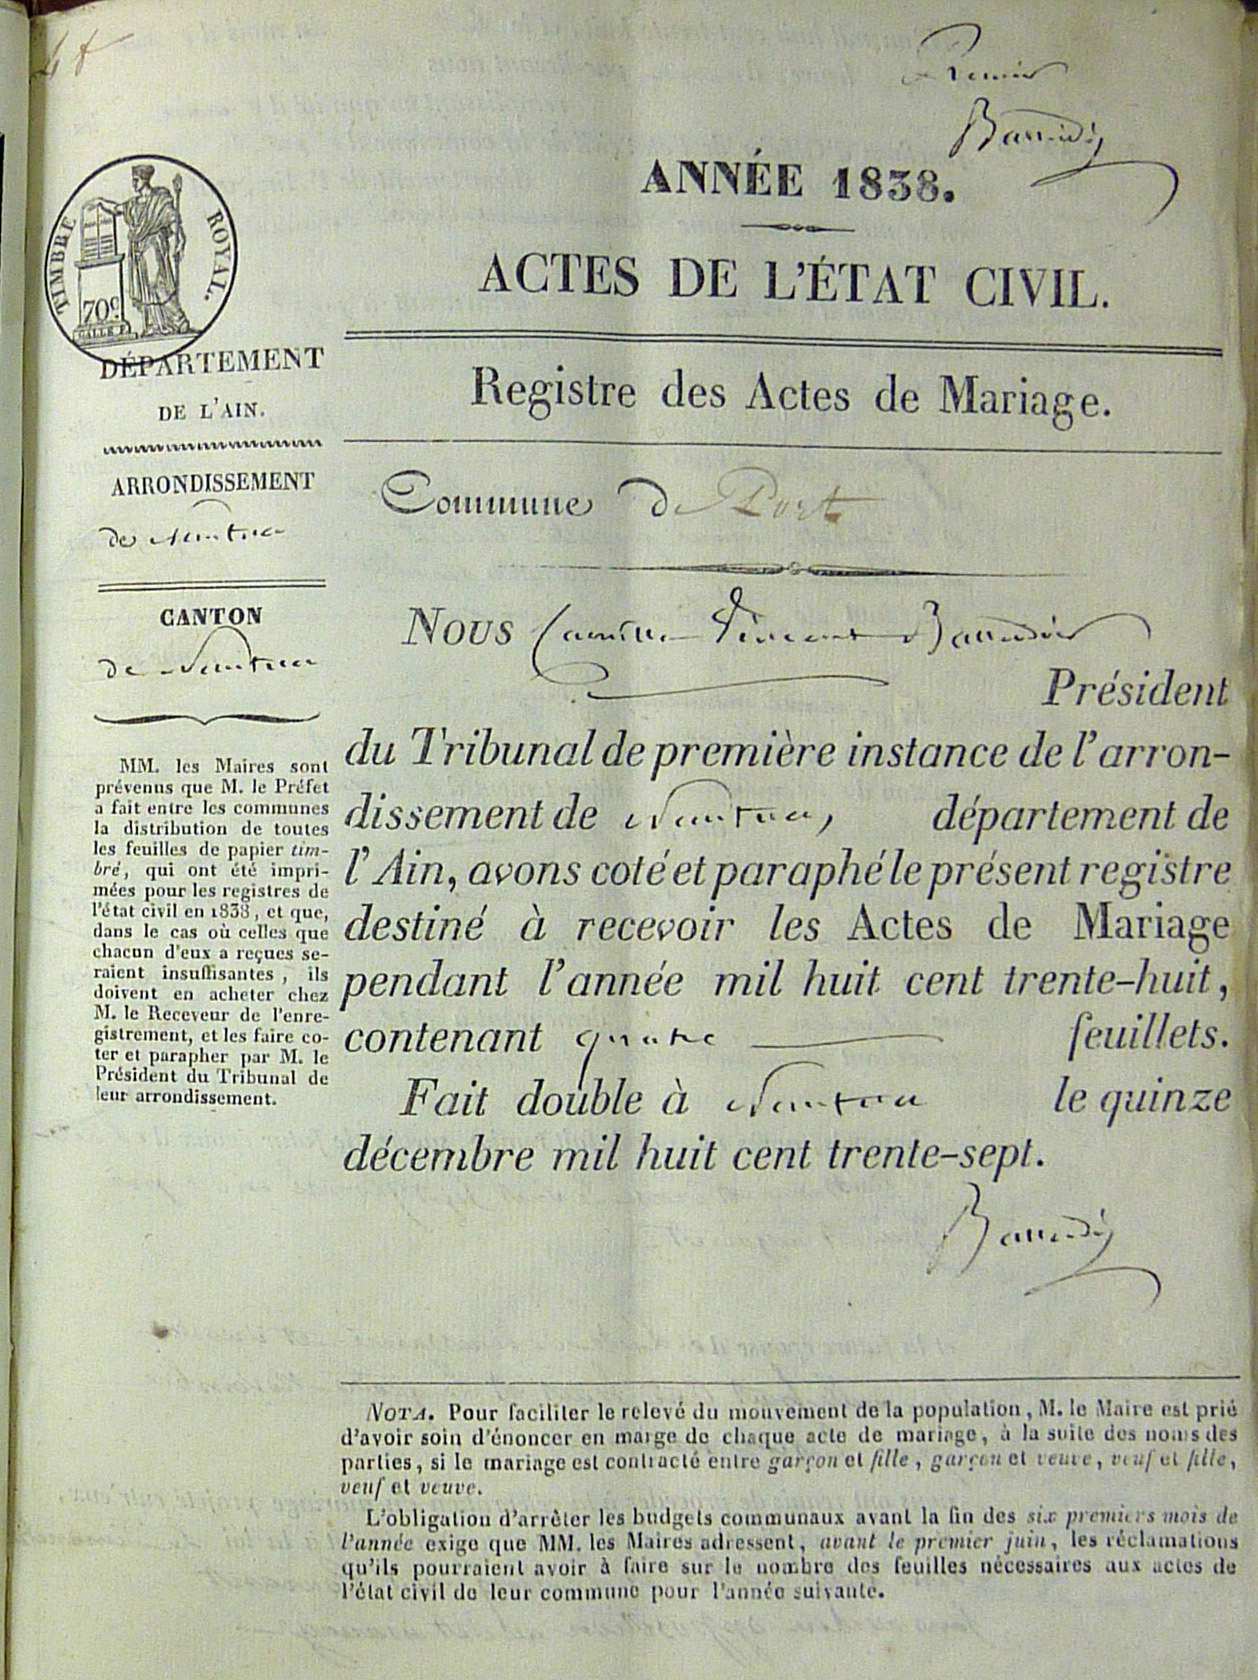 4 f
Premier
ANNÉE 1838.
ACTES DE L'ÉTAT CIVIL.
TIMBRE ROYAL.
70C
DÉPARTEMENT
DE L'AIN.
ARRONDISSEMENT
de Nantua
CANTON
de Nantua
MM. les Maires sont
prévenus que M. le Préfet
a fait entre les communes
la distribution de toutes
les feuilles de papier tim-
bré, qui ont été impri-
mées pour les registres de
l'état civil en 1838, et que,
dans le cas où celles que
chacun d'eux a reçues se-
raient insuffisantes, ils
doivent en acheter chez
M. le Receveur de l'enre-
gistrement, et les faire co-
ter et parapher par M. le
Président du Tribunal de
leur arrondissement.
Registre des Actes de Mariage.
Commune de Port
Nous Camille Vincent
Président
du Tribunal de première instance de l'arron-
dissement de Nantua, département de
l'Ain, avons coté et paraphé le présent registre
destiné à recevoir les Actes de Mariage
pendant l'année mil huit cent trente-huit,
contenant quatre feuillets.
Fait double à Nantua le quinze
décembre mil huit cent trente-sept.
NOTA. Pour faciliter le relevé du mouvement de la population, M. le Maire est prié
d'avoir soin d'énoncer en marge de chaque acte de mariage, à la suite des noms des
parties, si le mariage est contracté entre garçon et fille, garçon et veuve, veuf et fille,
veuf et veuve.
L'obligation d'arrêter les budgets communaux avant la fin des six premiers mois de
l'année exige que MM. les Maires adressent, avant le premier juin, les réclamations
qu'ils pourraient avoir à faire sur le nombre des feuilles nécessaires aux actes de
l'état civil de leur commune pour l'année suivante.